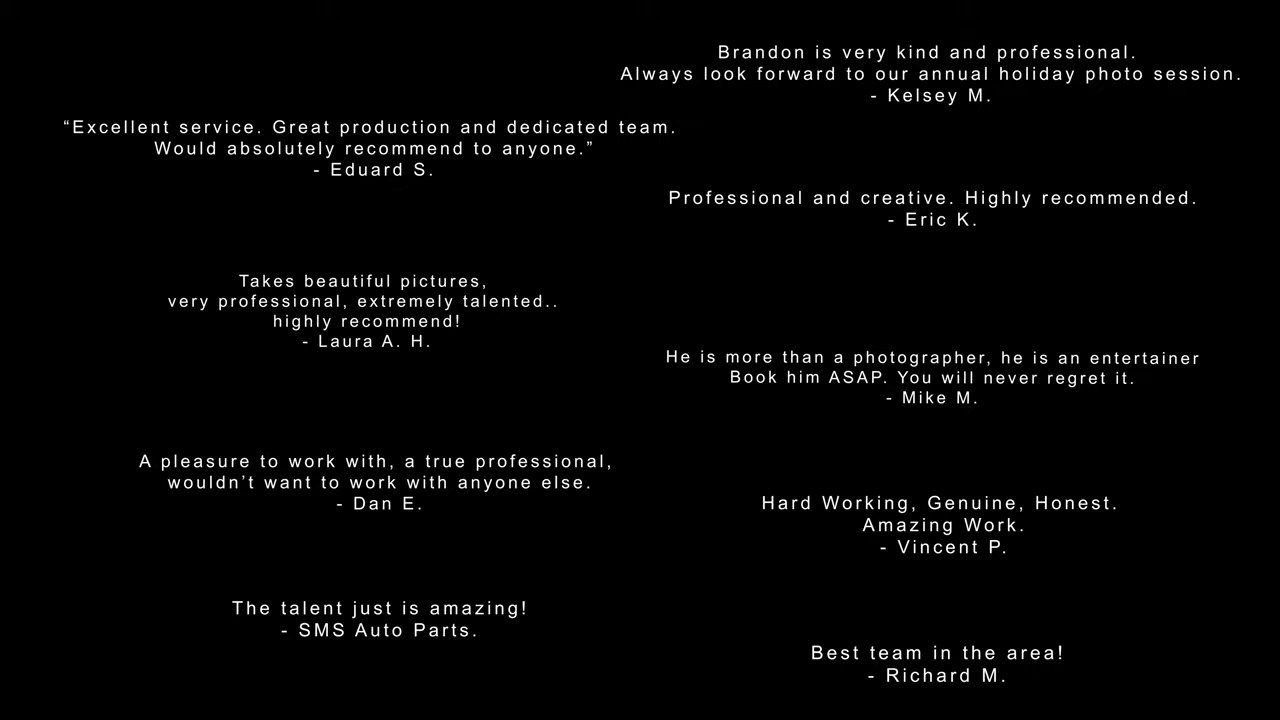 Brandon is very kind and professional.
Always look forward to our annual holiday photo session.
- Kelsey M.
“Excellent service. Great production and dedicated team.
Would absolutely recommend to anyone.”
- Eduard S.
Professional and creative. Highly recommended.
- Eric K.
Takes beautiful pictures,
very professional, extremely talented..
highly recommend!
- Laura A. H.
He is more than a photographer, he is an entertainer
Book him ASAP. You will never regret it.
- Mike M.
A pleasure to work with, a true professional,
wouldn’t want to work with anyone else.
- Dan E.
Hard Working, Genuine, Honest.
Amazing Work.
- Vincent P.
The talent just is amazing!
- SMS Auto Parts.
Best team in the area!
- Richard M.